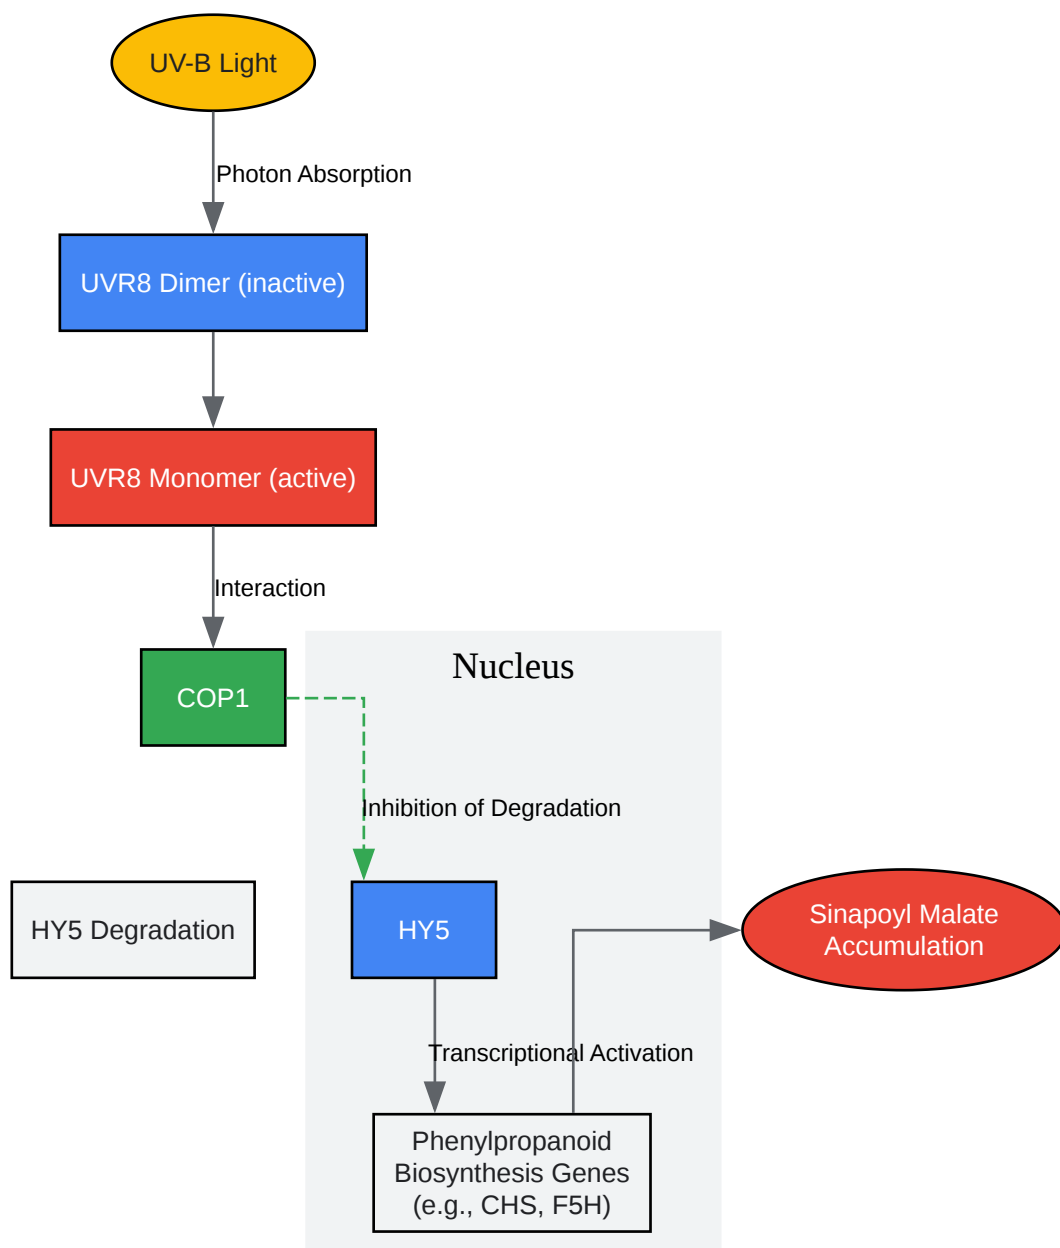 UV-B Light
Photon Absorption
UVR8 Dimer (inactive)
UVR8 Monomer (active)
Interaction
Nucleus
COP1
Inhibition of Degradation
HY5 Degradation
HY5
Sinapoyl Malate
Accumulation
Transcriptional Activation
Phenylpropanoid
Biosynthesis Genes
(e.g., CHS, F5H)